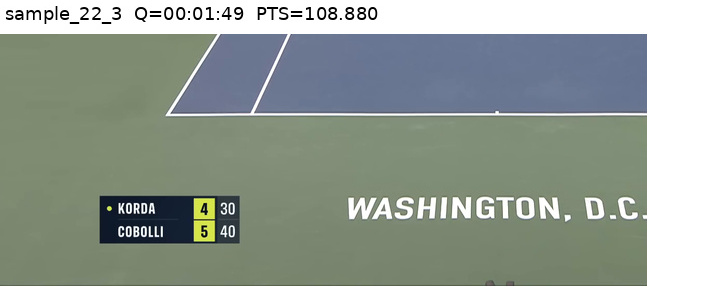 sample_22_3 Q=00:01:49 PTS=108.880
• KORDA 4 30
COBOLLI 5 40
WASHINGTON, D.C.